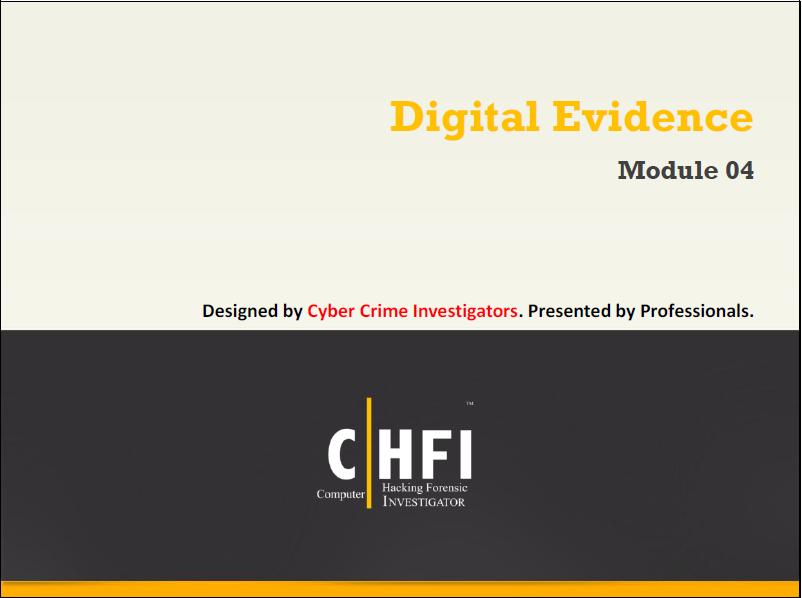 Digital Evidence
Module 04
Designed by Cyber Crime Investigators. Presented by Professionals.
™
C HFI
Computer Hacking Forensic
INVESTIGATOR